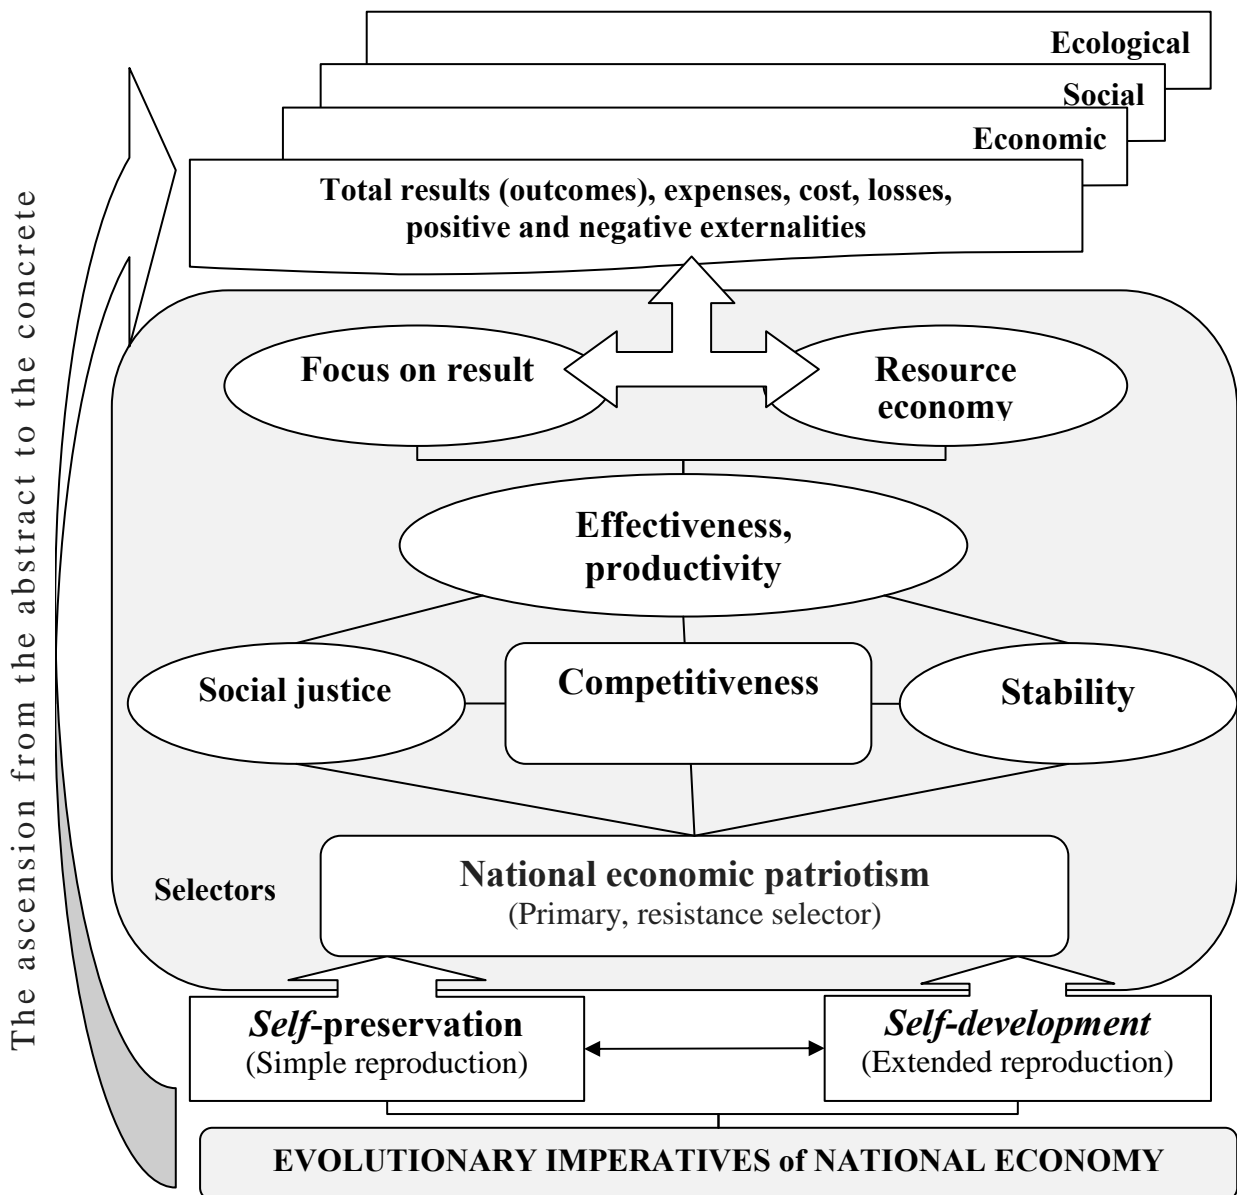 Ecological
Social
Economic
Total results (outcomes), expenses, cost, losses,
positive and negative externalities
Focus on result
Resource
economy
Effectiveness,
productivity
Social justice
Competitiveness
Stability
National economic patriotism
(Primary, resistance selector)
Selectors
Self-preservation
(Simple reproduction)
Self-development
(Extended reproduction)
EVOLUTIONARY IMPERATIVES of NATIONAL ECONOMY
The ascension from the abstract to the concrete